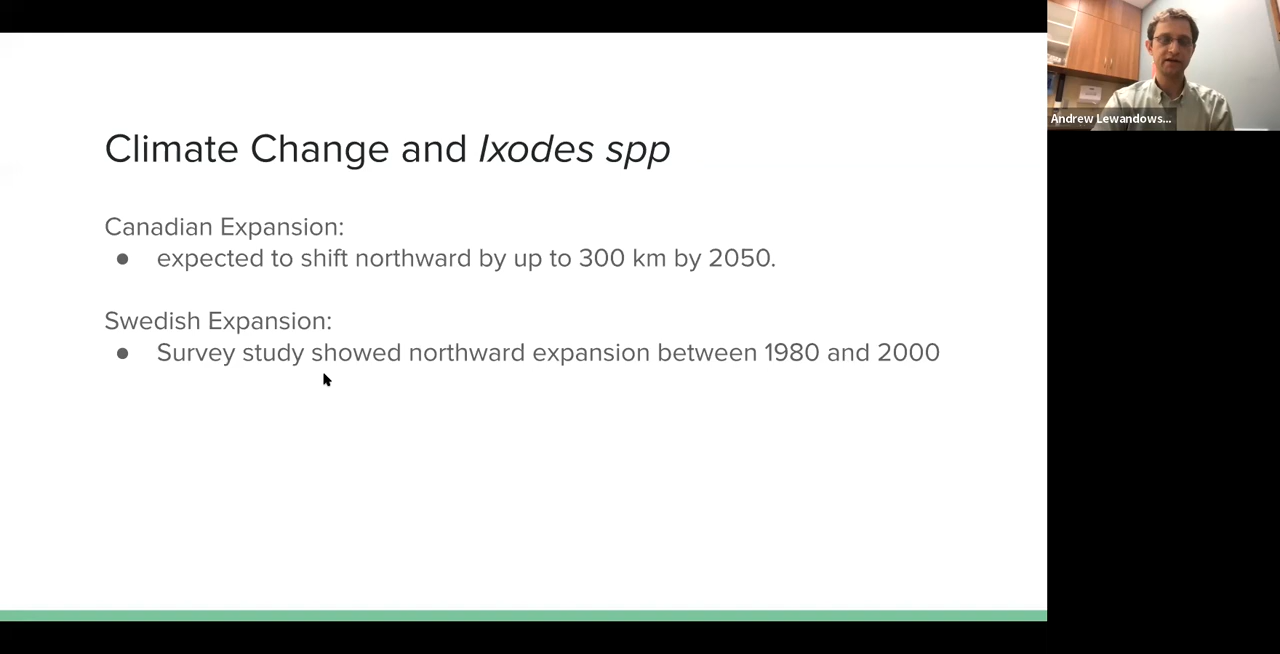 Climate Change and Ixodes spp
Canadian Expansion:
● expected to shift northward by up to 300 km by 2050.
Swedish Expansion:
● Survey study showed northward expansion between 1980 and 2000
Andrew Lewandows...